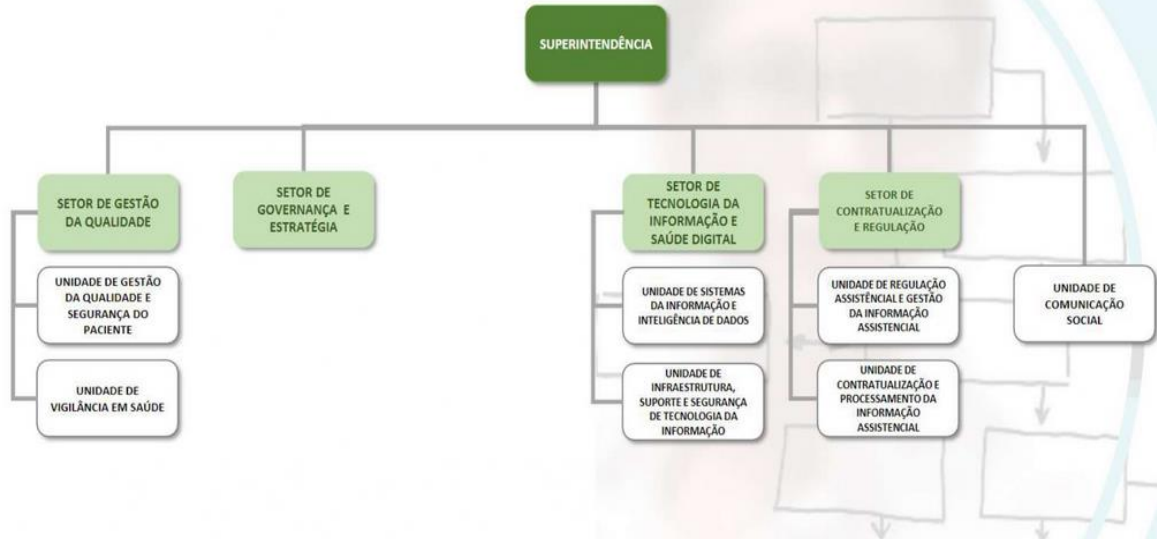 SUPERINTENDÊNCIA
SETOR DE GESTÃO
DA QUALIDADE
UNIDADE DE GESTÃO
DA QUALIDADE E
SEGURANÇA DO
PACIENTE
UNIDADE DE
VIGILÂNCIA EM SAÚDE
SETOR DE
GOVERNANÇA E
ESTRATÉGIA
SETOR DE
TECNOLOGIA DA
INFORMAÇÃO E
SAÚDE DIGITAL
UNIDADE DE SISTEMAS
DA INFORMAÇÃO E
INTELIGÊNCIA DE DADOS
UNIDADE DE
INFRAESTRUTURA,
SUPORTE E SEGURANÇA
DE TECNOLOGIA DA
INFORMAÇÃO
SETOR DE
CONTRATUALIZAÇÃO
E REGULAÇÃO
UNIDADE DE REGULAÇÃO
ASSISTÊNCIAL E GESTÃO
DA INFORMAÇÃO
ASSISTENCIAL
UNIDADE DE
CONTRATUALIZAÇÃO E
PROCESSAMENTO DA
INFORMAÇÃO
ASSISTENCIAL
UNIDADE DE
COMUNICAÇÃO
SOCIAL